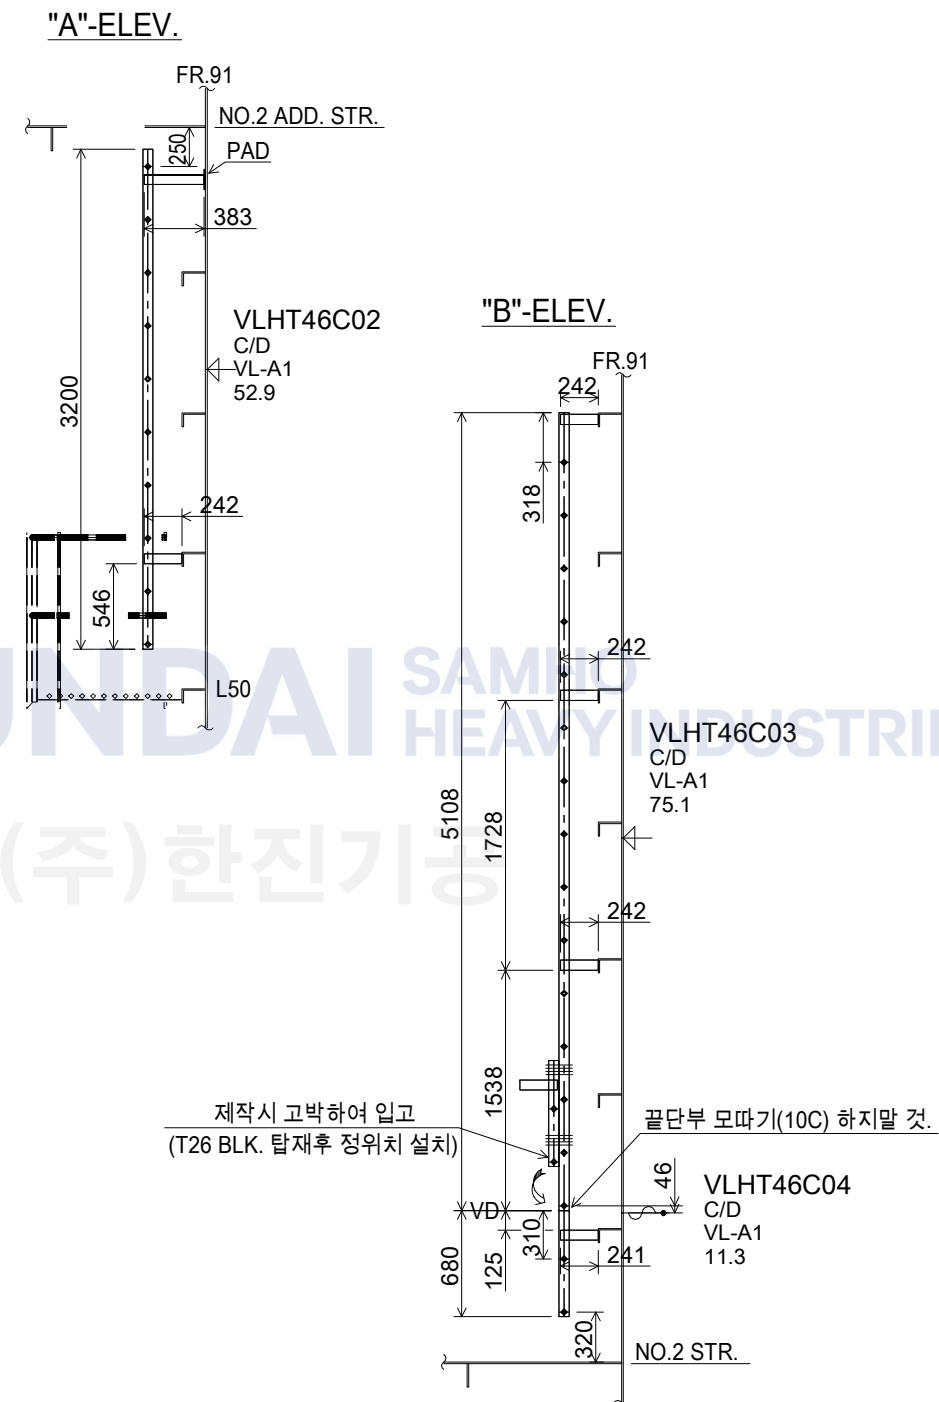 "A"-ELEV.
FR.91
NO.2 ADD. STR.
250
PAD
383
VLHT46C02
C/D
VL-A1
52.9
3200
242
546
L50
"B"-ELEV.
FR.91
242
318
242
VLHT46C03
C/D
VL-A1
75.1
5108
1728
242
1538
제작시 고박하여 입고
(T26 BLK. 탑재후 정위치 설치)
끝단부 모따기(10C) 하지말 것.
46
VLHT46C04
C/D
VL-A1
11.3
VD
310
125
680
241
320
NO.2 STR.
UNDAI
SAMHO
HEAVY INDUSTRI
(주)한진기공